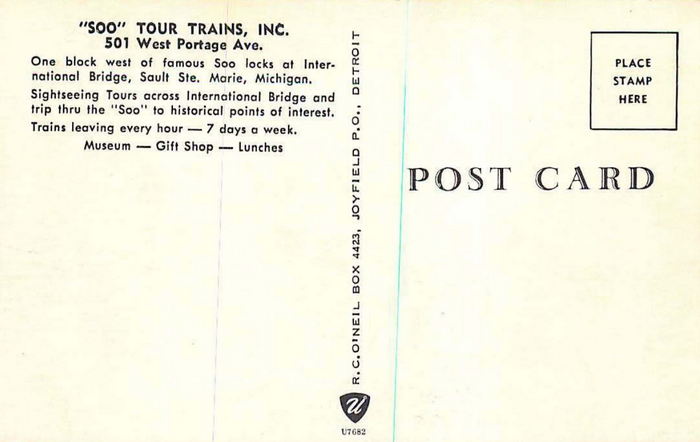 "SOO" TOUR TRAINS, INC.
501 West Portage Ave.
One block west of famous Soo locks at Inter-
national Bridge, Sault Ste. Marie, Michigan.
Sightseeing Tours across International Bridge and
trip thru the "Soo" to historical points of interest.
Trains leaving every hour — 7 days a week.
Museum — Gift Shop — Lunches
R.C.O'NEIL BOX 4423, JOYFIELD P.O., DETROIT
U
U7682
PLACE
STAMP
HERE
POST CARD